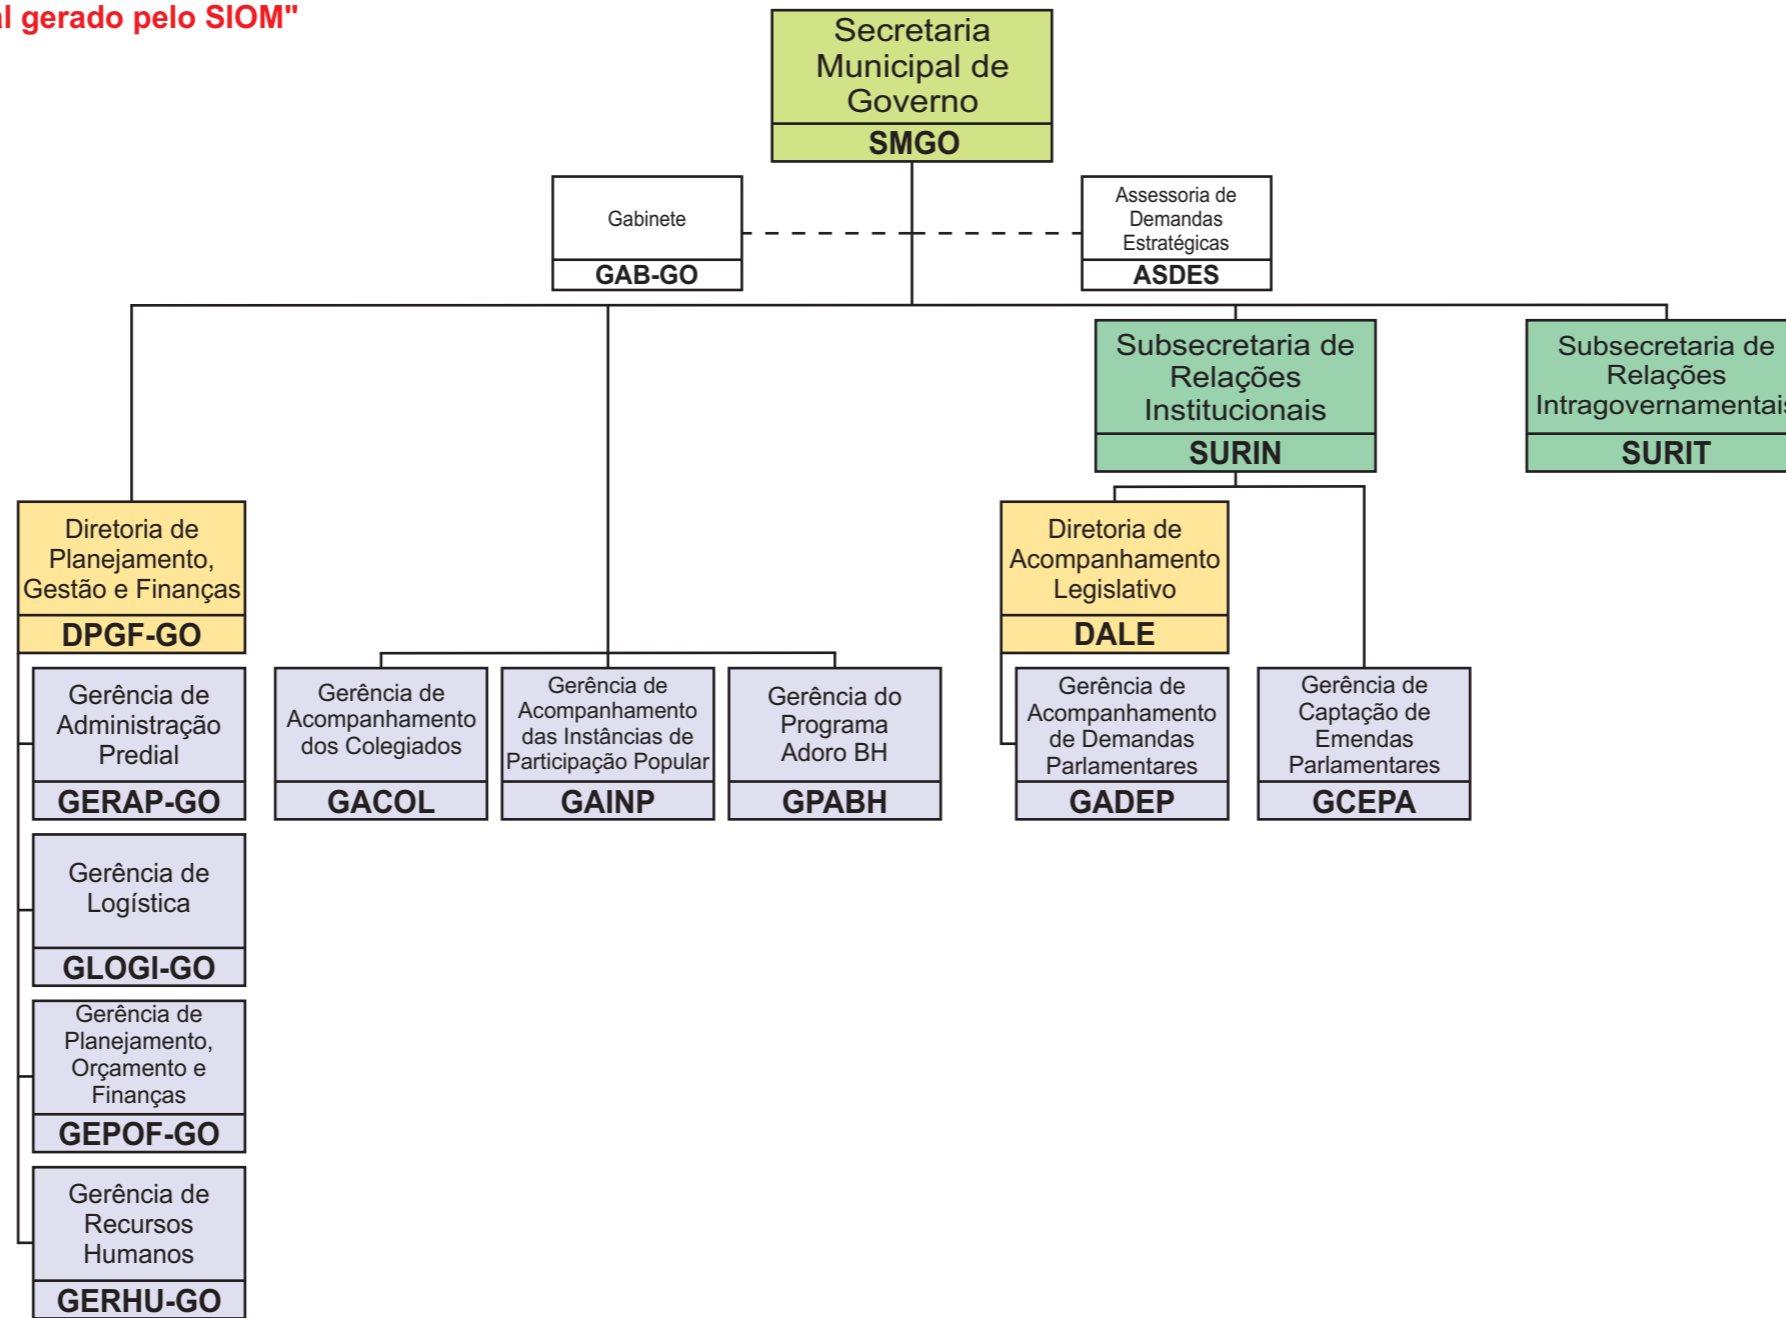 al gerado pelo SIOM"
Secretaria
Municipal de
Governo
SMGO
Gabinete
GAB-GO
Assessoria de
Demandas
Estratégicas
ASDES
Subsecretaria de
Relações
Institucionais
SURIN
Subsecretaria de
Relações
Intragovernamentais
SURIT
Diretoria de
Planejamento,
Gestão e Finanças
DPGF-GO
Diretoria de
Acompanhamento
Legislativo
DALE
Gerência de
Administração
Predial
GERAP-GO
Gerência de
Acompanhamento
dos Colegiados
GACOL
Gerência de
Acompanhamento
das Instâncias de
Participação Popular
GAINP
Gerência do
Programa
Adoro BH
GPABH
Gerência de
Acompanhamento
de Demandas
Parlamentares
GADEP
Gerência de
Captação de
Emendas
Parlamentares
GCEPA
Gerência de
Logística
GLOGI-GO
Gerência de
Planejamento,
Orçamento e
Finanças
GEPOF-GO
Gerência de
Recursos
Humanos
GERHU-GO